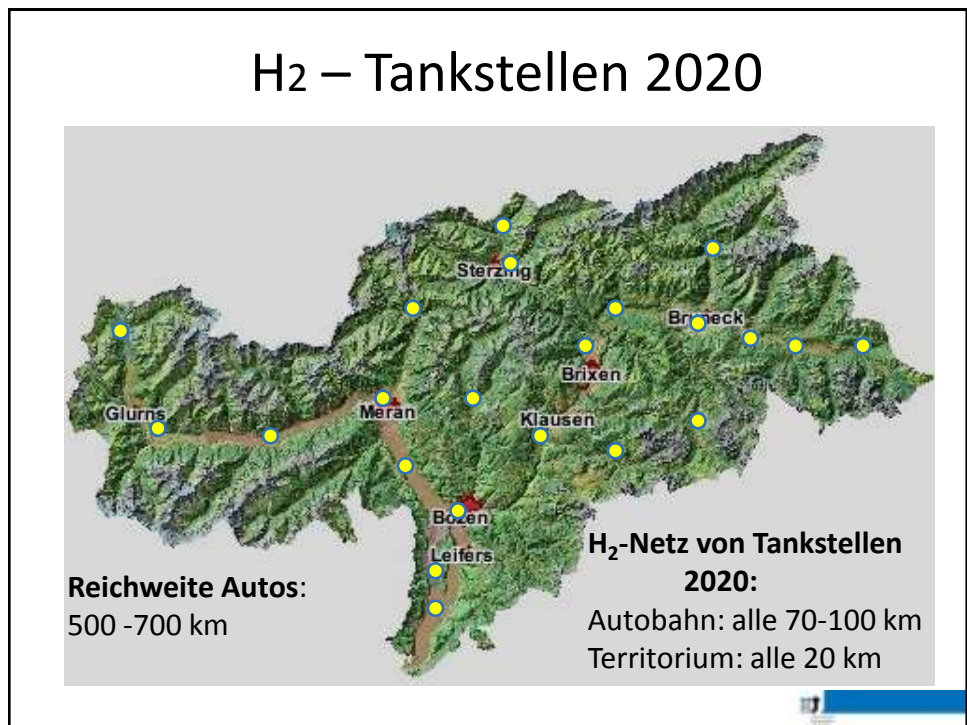 H2 – Tankstellen 2020
Sterzing
Bruneck
Brixen
Glurns
Meran
Klausen
Bozen
Leifers
Reichweite Autos:
500 -700 km
H₂-Netz von Tankstellen
2020:
Autobahn: alle 70-100 km
Territorium: alle 20 km